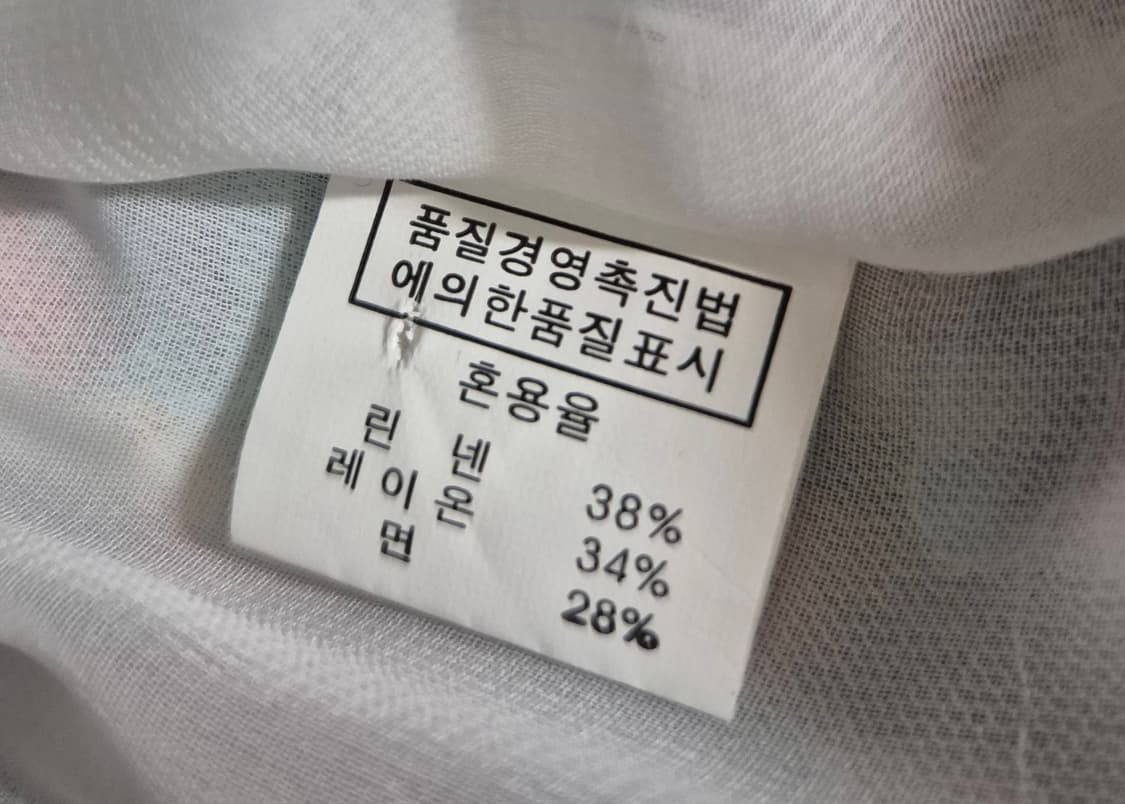 품질경영촉진법
에의한품질표시
혼용율
린 넨 38%
레이온 34%
면 28%